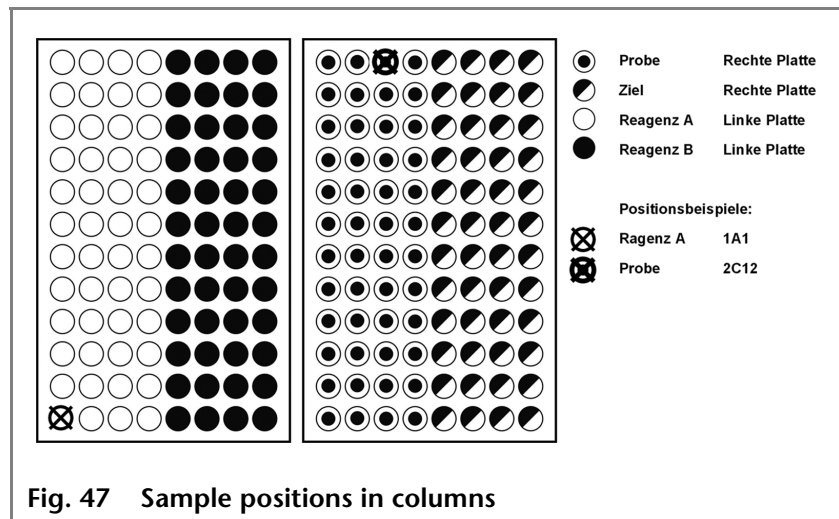 Probe Rechte Platte
Ziel Rechte Platte
Reagenz A Linke Platte
Reagenz B Linke Platte
Positionsbeispiele:
Ragenz A 1A1
Probe 2C12
Fig. 47 Sample positions in columns